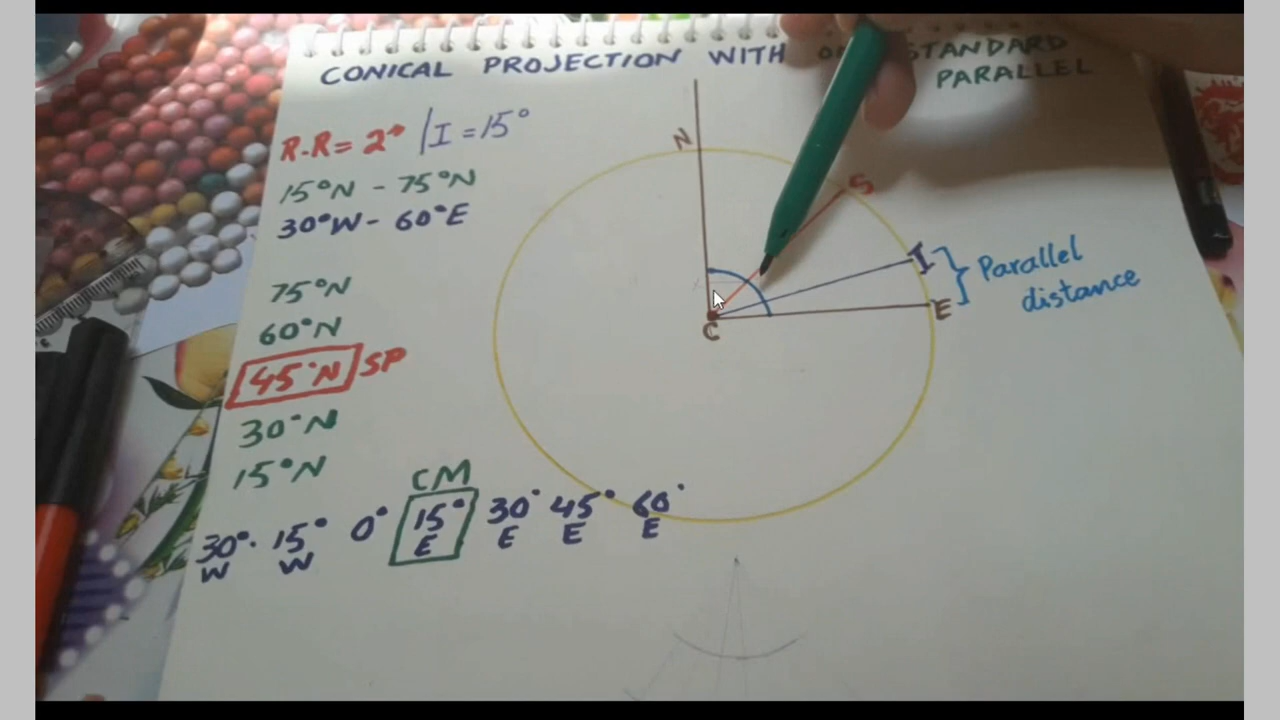 CONICAL PROJECTION WITH STANDARD
PARALLEL
R.R = 2" / I = 15°
15°N - 75°N
30°W - 60°E
75°N
60°N
45°N SP
30°N
15°N
CM
30° 15° 0° 15° 30° 45° 60°
W W E E E E
N
S
I
E
C
Parallel
distance